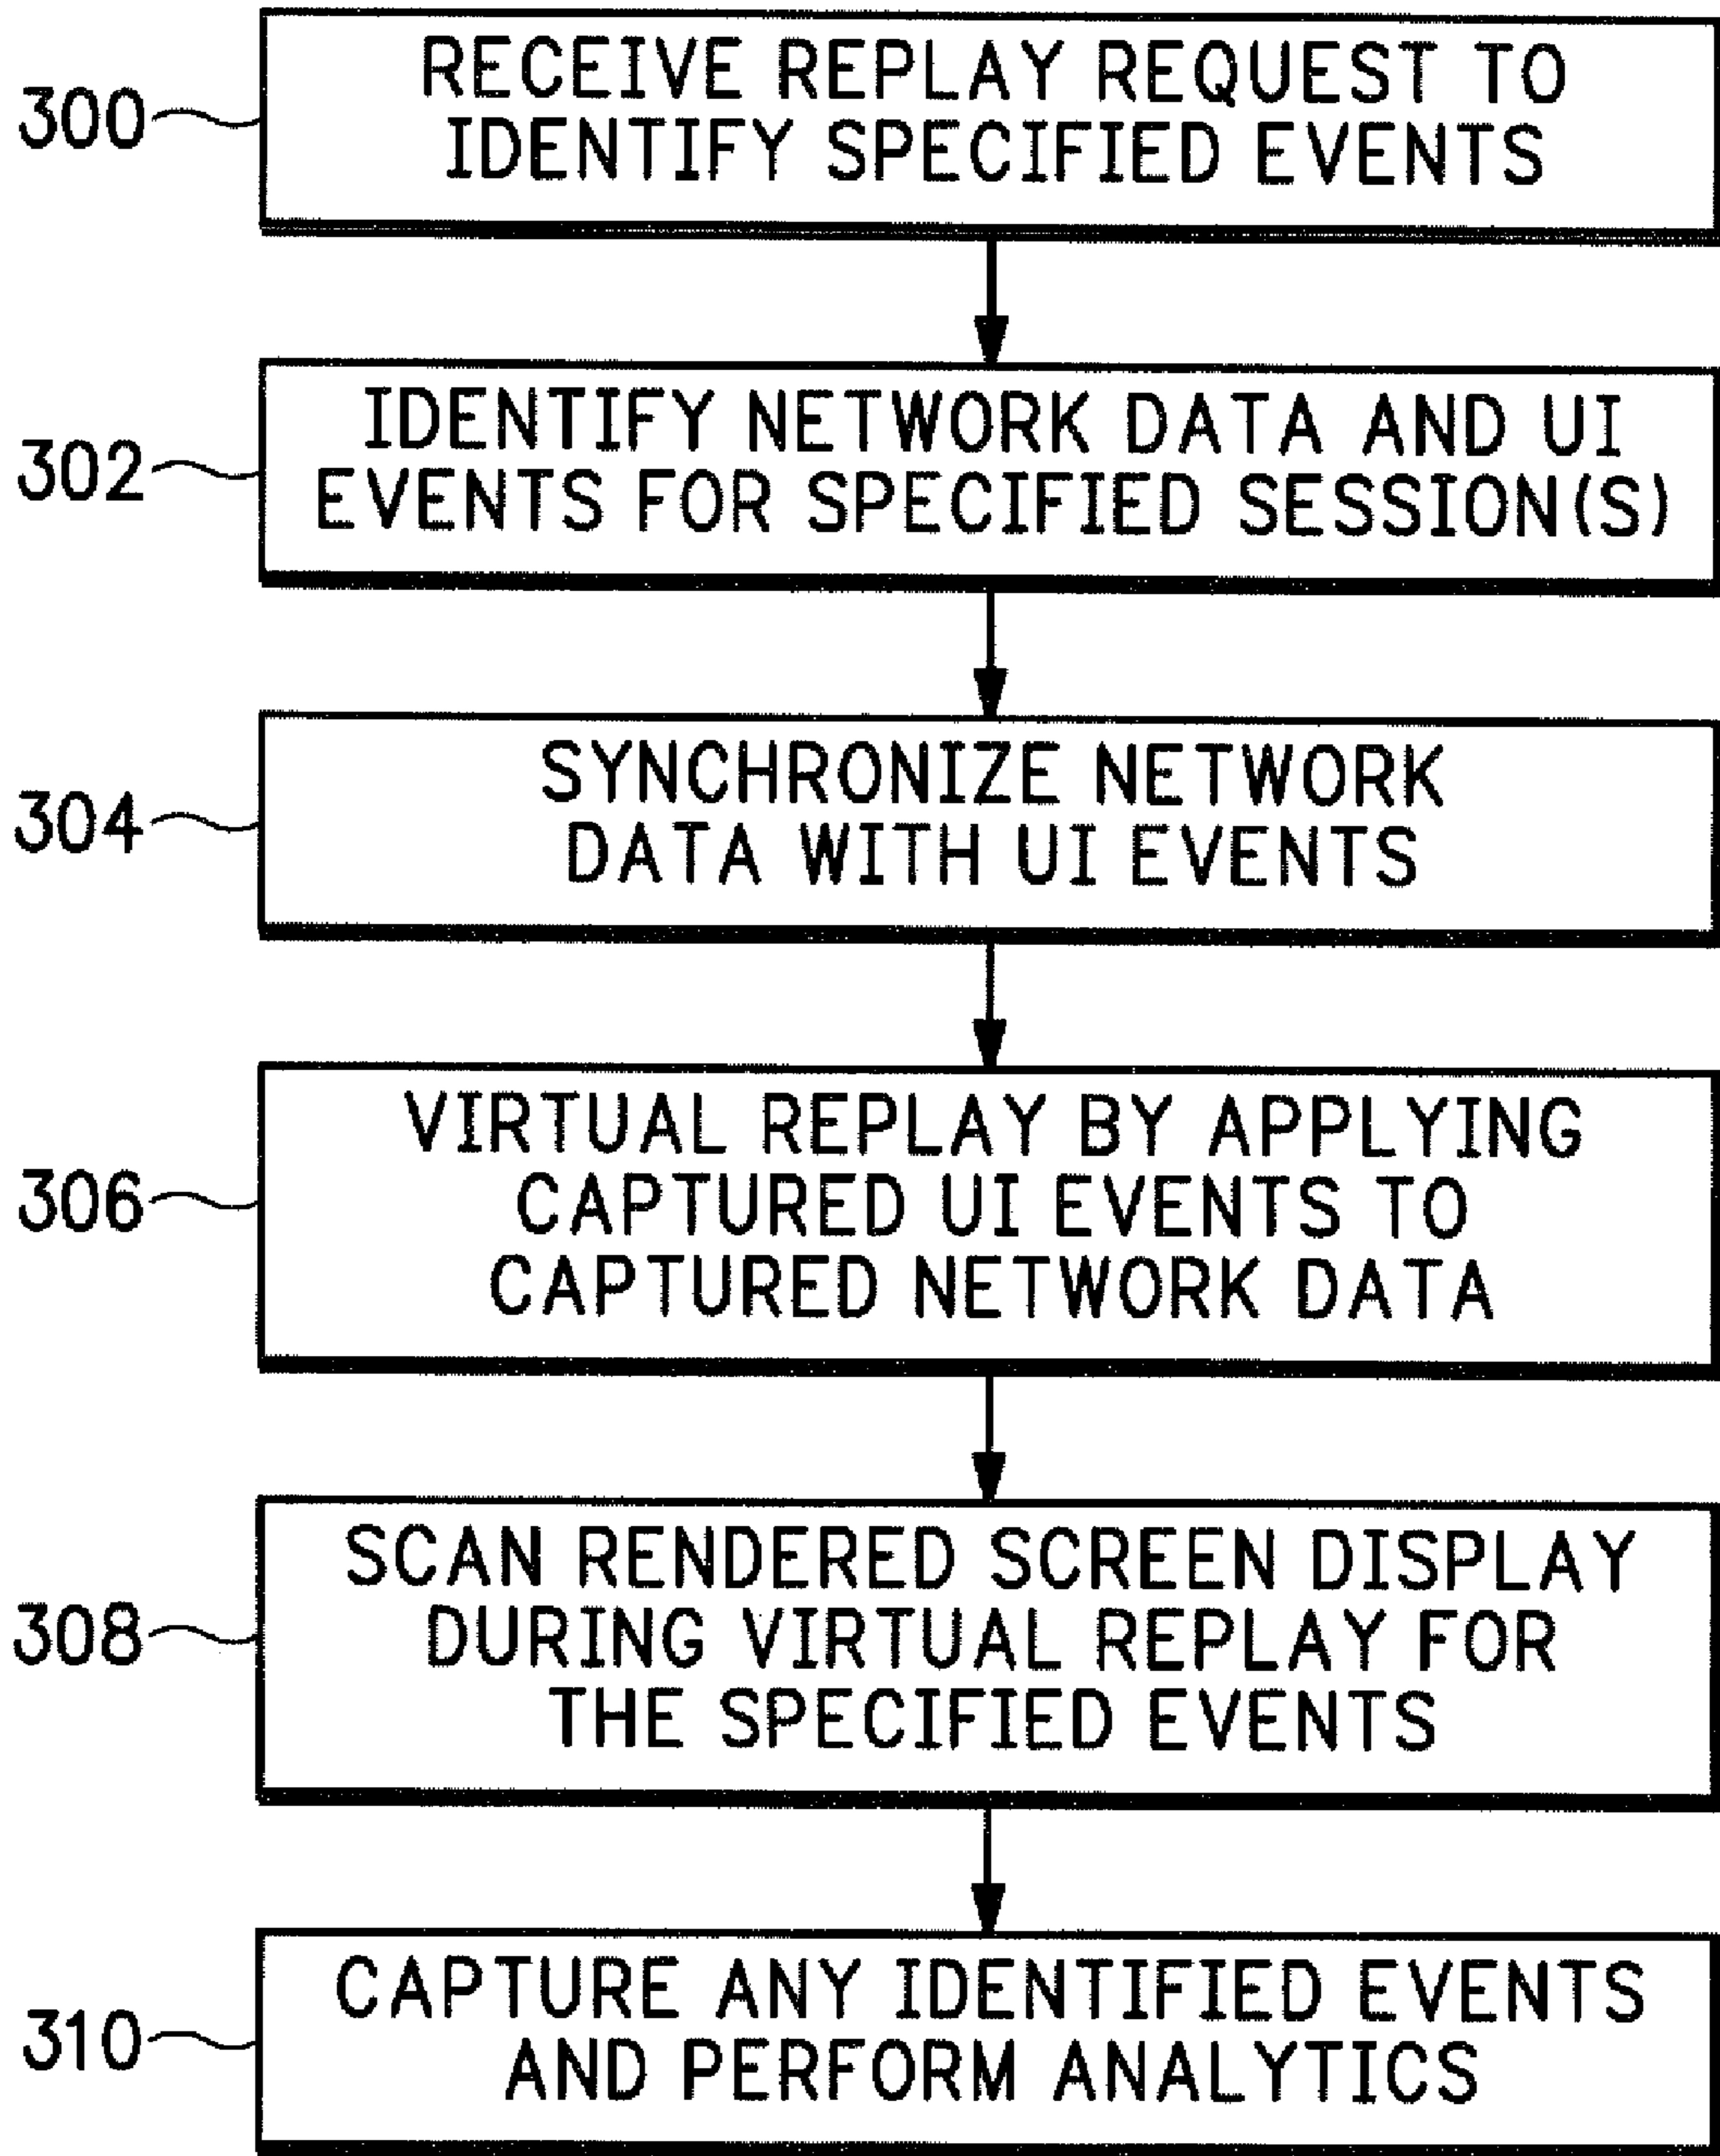 RECEIVE REPLAY REQUEST TO
300
IDENTIFY SPECIFIED EVENTS
IDENTIFY NETWORK DATA AND UI
302
EVENTS FOR SPECIFIED SESSION(S)
SYNCHRONIZE NETWORK
304
DATA WITH UI EVENTS
VIRTUAL REPLAY BY APPLYING
306
CAPTURED UI EVENTS TO
CAPTURED NETWORK DATA
SCAN RENDERED SCREEN DISPLAY
308
DURING VIRTUAL REPLAY FOR
THE SPECIFIED EVENTS
CAPTURE ANY IDENTIFIED EVENTS
310
AND PERFORM ANALYTICS